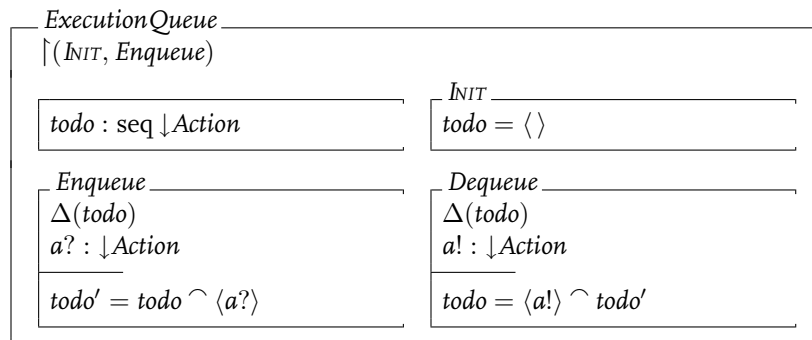 ExecutionQueue
↾(INIT, Enqueue)
todo : seq ↓Action
INIT
todo = ⟨ ⟩
Enqueue
Δ(todo)
a? : ↓Action
todo′ = todo ⌢ ⟨a?⟩
Dequeue
Δ(todo)
a! : ↓Action
todo = ⟨a!⟩ ⌢ todo′